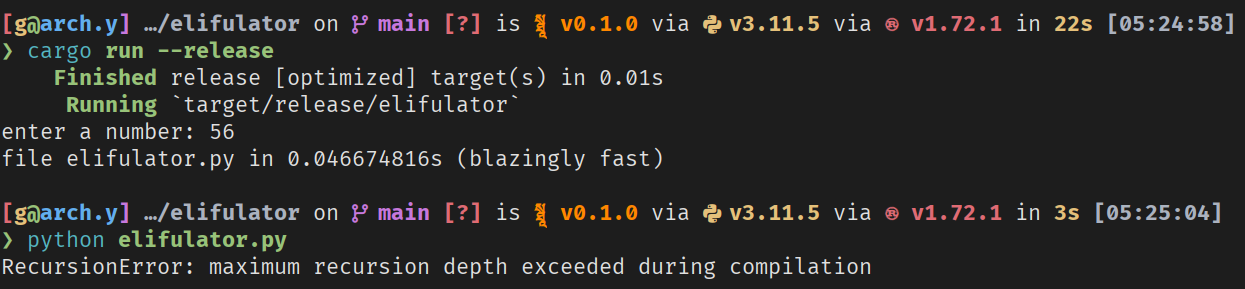 [g@arch.y] …/elifulator on main [?] is v0.1.0 via v3.11.5 via v1.72.1 in 22s [05:24:58]
❯ cargo run --release
Finished release [optimized] target(s) in 0.01s
Running `target/release/elifulator`
enter a number: 56
file elifulator.py in 0.046674816s (blazingly fast)
[g@arch.y] …/elifulator on main [?] is v0.1.0 via v3.11.5 via v1.72.1 in 3s [05:25:04]
❯ python elifulator.py
RecursionError: maximum recursion depth exceeded during compilation